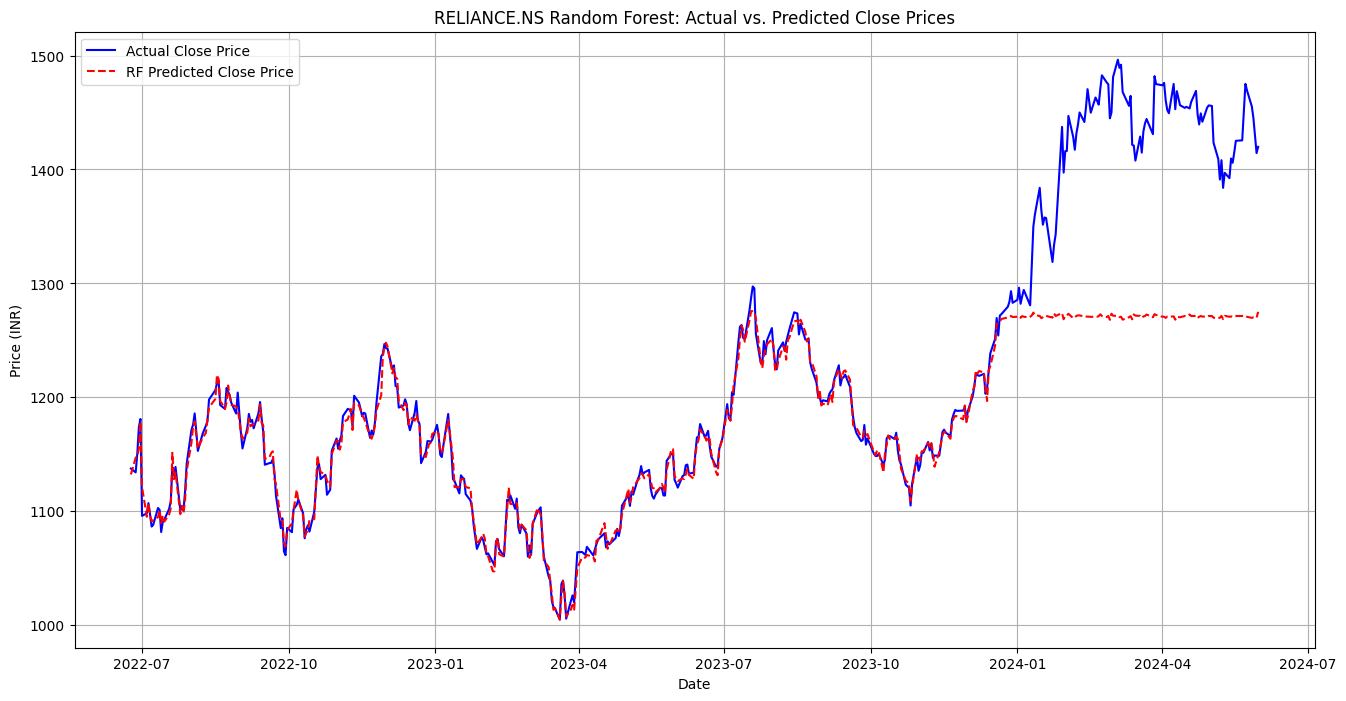 RELIANCE.NS Random Forest: Actual vs. Predicted Close Prices
Actual Close Price
RF Predicted Close Price
Price (INR)
1500
1400
1300
1200
1100
1000
2022-07 2022-10 2023-01 2023-04 2023-07 2023-10 2024-01 2024-04 2024-07
Date